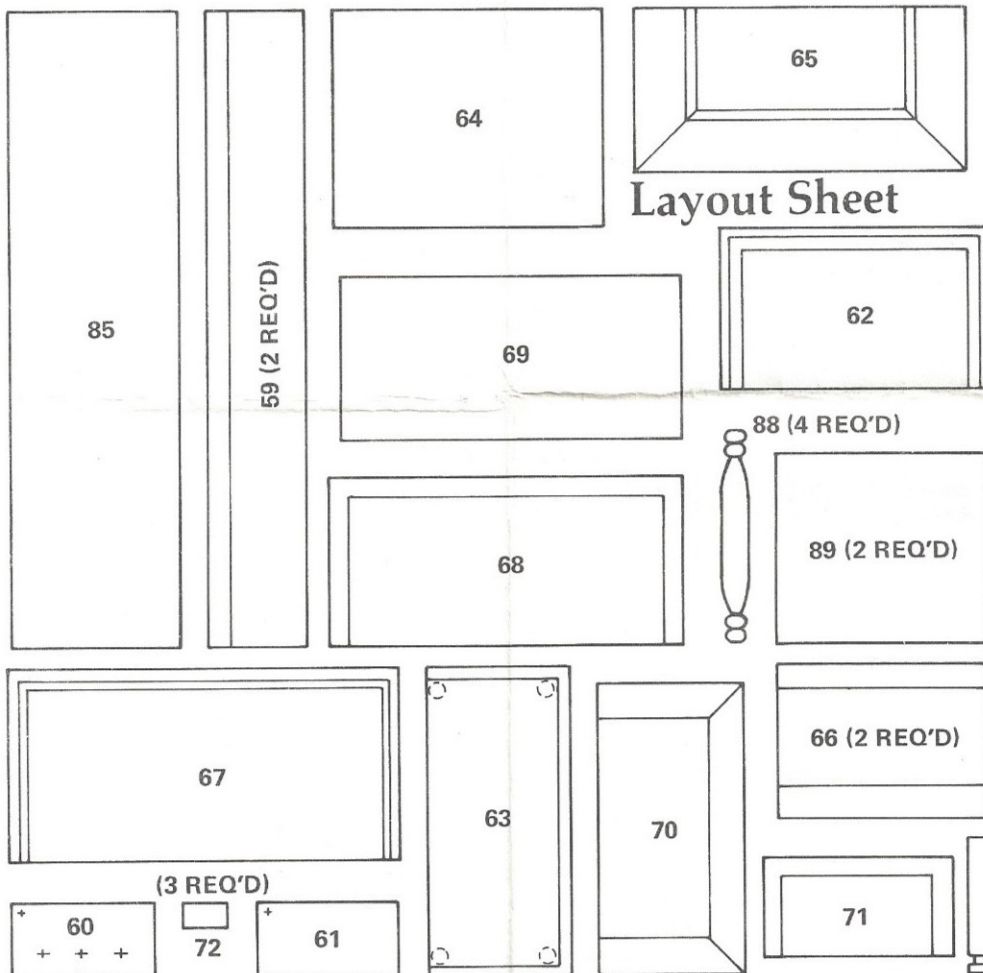 65
64
Layout Sheet
85
59 (2 REQ'D)
69
62
88 (4 REQ'D)
68
89 (2 REQ'D)
67
63
70
66 (2 REQ'D)
(3 REQ'D)
60
72
61
71